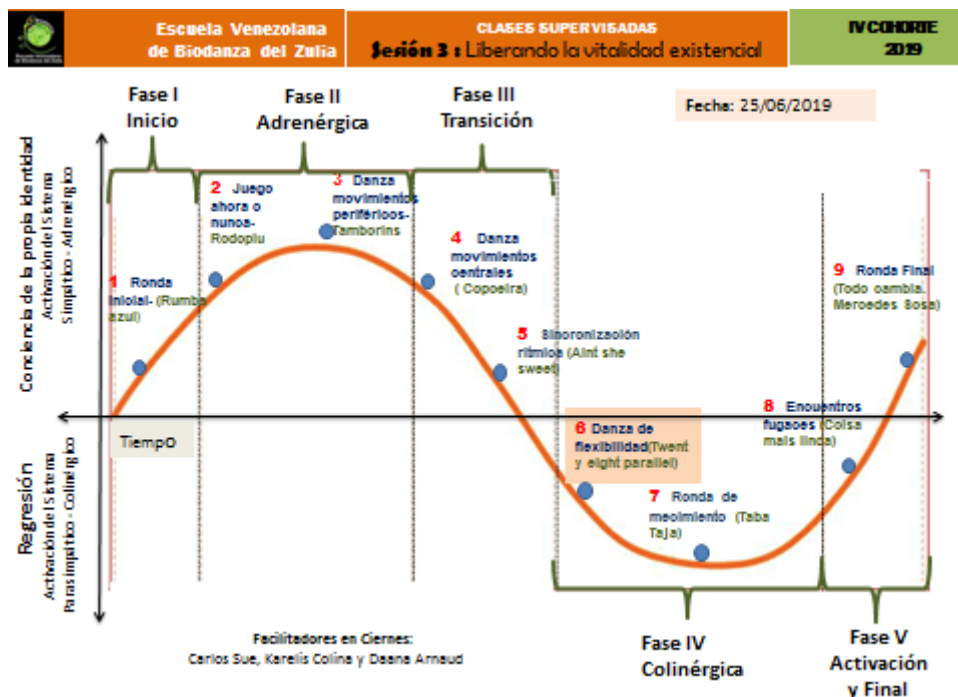 Escuela Venezolana
de Biodanza del Zulia
CLASES SUPERVISADAS
Sesión 3 : Liberando la vitalidad existencial
IV COHORTE
2019
Fase I
Inicio
Fase II
Adrenérgica
Fase III
Transición
Fecha: 25/06/2019
Conciencia de la propia identidad
Activación del Sistema
Simpático - Adrenérgico
Regresión
Activación del Sistema
Parasimpático - Colinérgico
1 Ronda
Inicial- (Rumba
azul)
2 Juego
ahora o
nunca-
Rodopiu
3 Danza
movimientos
periféricos-
Tamborins
4 Danza
movimientos
centrales
( Copoeira)
5 Sincronización
rítmica (Aint she
sweet)
Tiempo
6 Danza de
flexibilidad(Twent
y eight parallel)
7 Ronda de
mecimiento (Taba
Taja)
8 Encuentros
fugaces (Coisa
mais linda)
9 Ronda Final
(Todo cambia.
Mercedes Sosa)
Fase IV
Colinérgica
Fase V
Activación
y Final
Facilitadores en Ciernes:
Carlos Sue, Karelis Colina y Daana Arnaud